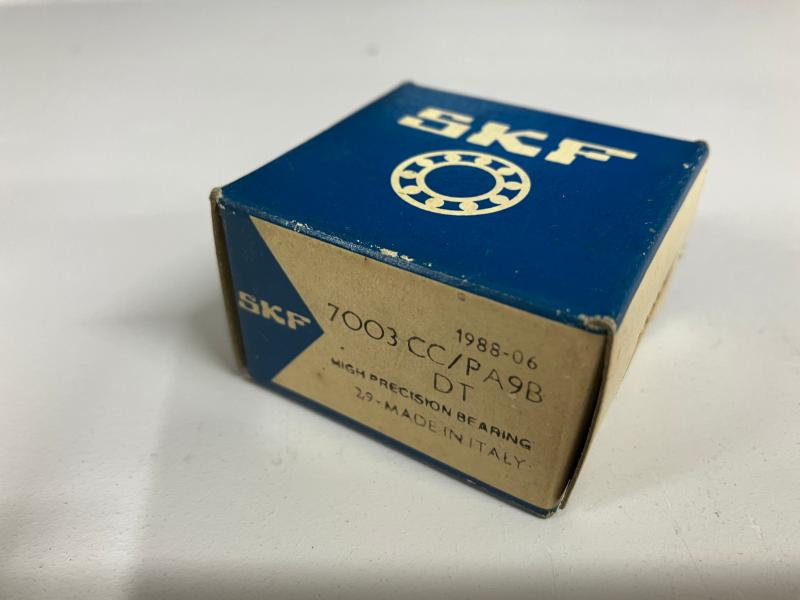 SKF
SKF
1988-06
7003 CC/PA9B
DT
HIGH PRECISION BEARING
29-MADE IN ITALY